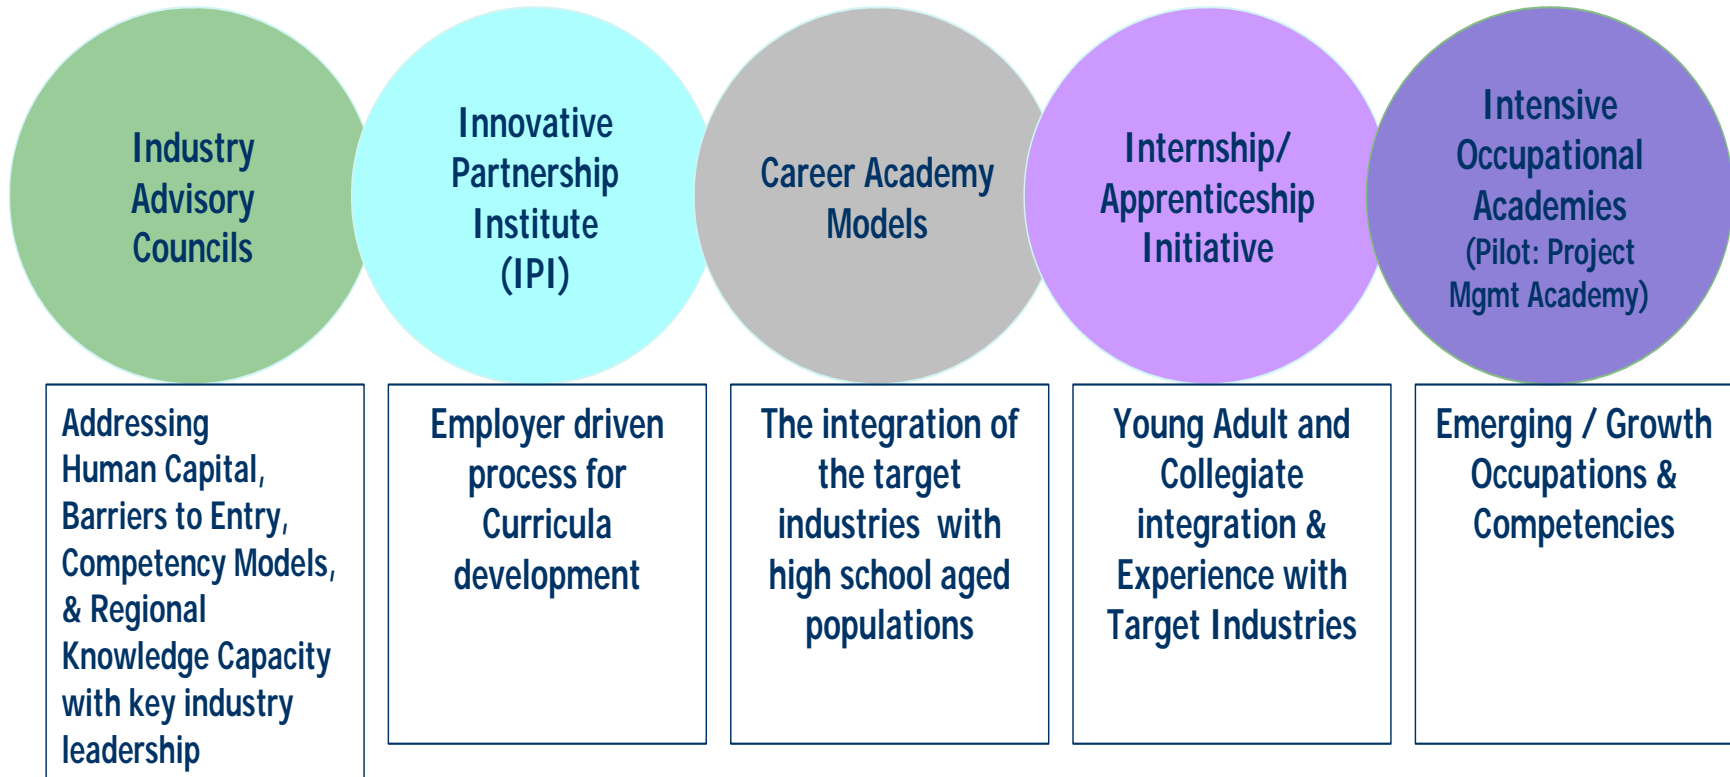 Industry
Advisory
Councils
Innovative
Partnership
Institute
(IPI)
Career Academy
Models
Internship/
Apprenticeship
Initiative
Intensive
Occupational
Academies
(Pilot: Project
Mgmt Academy)
Addressing
Human Capital,
Barriers to Entry,
Competency Models,
& Regional
Knowledge Capacity
with key industry
leadership
Employer driven
process for
Curricula
development
The integration of
the target
industries with
high school aged
populations
Young Adult and
Collegiate
integration &
Experience with
Target Industries
Emerging / Growth
Occupations &
Competencies